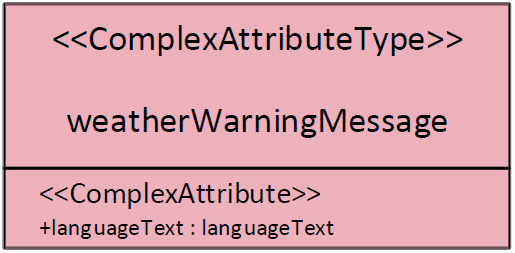 <<ComplexAttributeType>>
weatherWarningMessage
<<ComplexAttribute>>
+languageText : languageText